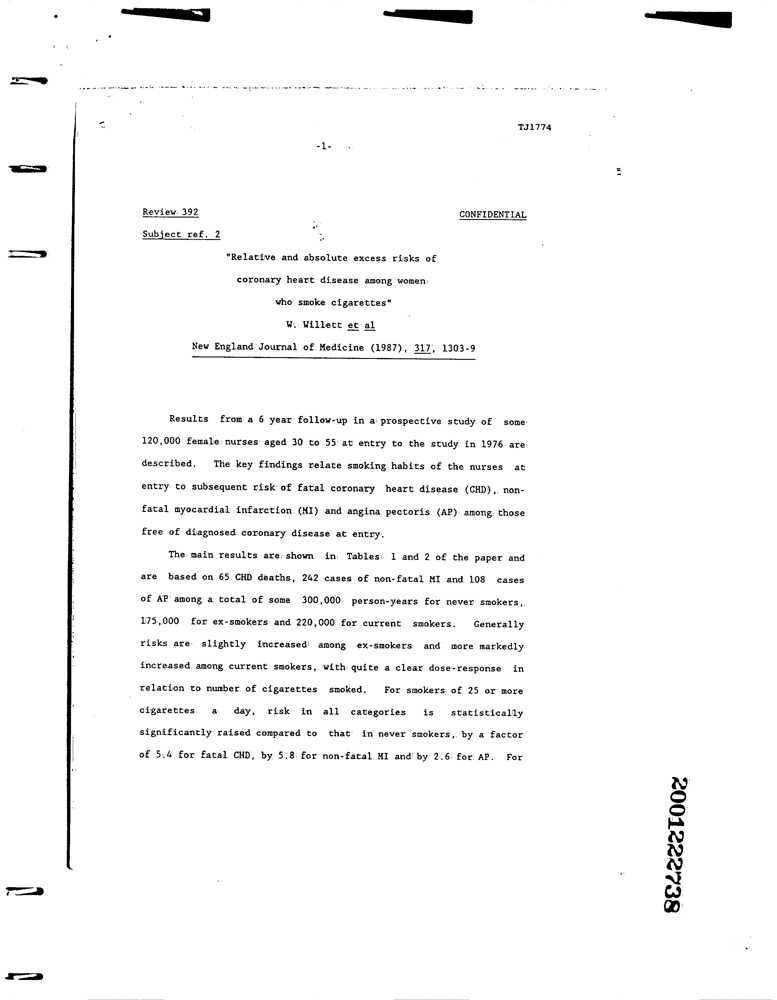 TJ1774
-1-
Review 392
CONFIDENTIAL
Subject ref. 2
"Relative and absolute excess risks of
coronary heart disease among women
who smoke cigarettes"
W. Willett et al
New England Journal of Medicine (1987), 317, 1303-9
Results from a 6 year follow-up in a prospective study of some
120,000 female nurses aged 30 to 55 at entry to the study in 1976 are
described. The key findings relate smoking habits of the nurses at
entry to subsequent risk of fatal coronary heart disease (CHD), non-
fatal myocardial infarction (MI) and angina pectoris (AP) among those
free of diagnosed coronary disease at entry.
The main results are shown in Tables 1 and 2 of the paper and
are based on 65 CHD deaths, 242 cases of non-fatal MI and 108 cases
of AP among a total of some 300,000 person-years for never smokers,
175,000 for ex-smokers and 220,000 for current smokers. Generally
risks are slightly increased among ex-smokers and more markedly
increased among current smokers, with quite a clear dose-response in
relation to number of cigarettes smoked. For smokers of 25 or more
cigarettes a day, risk in all categories is statistically
significantly raised compared to that in never smokers, by a factor
of 5.4 for fatal CHD, by 5.8 for non-fatal MI and by 2.6 for AP. For
2001222738